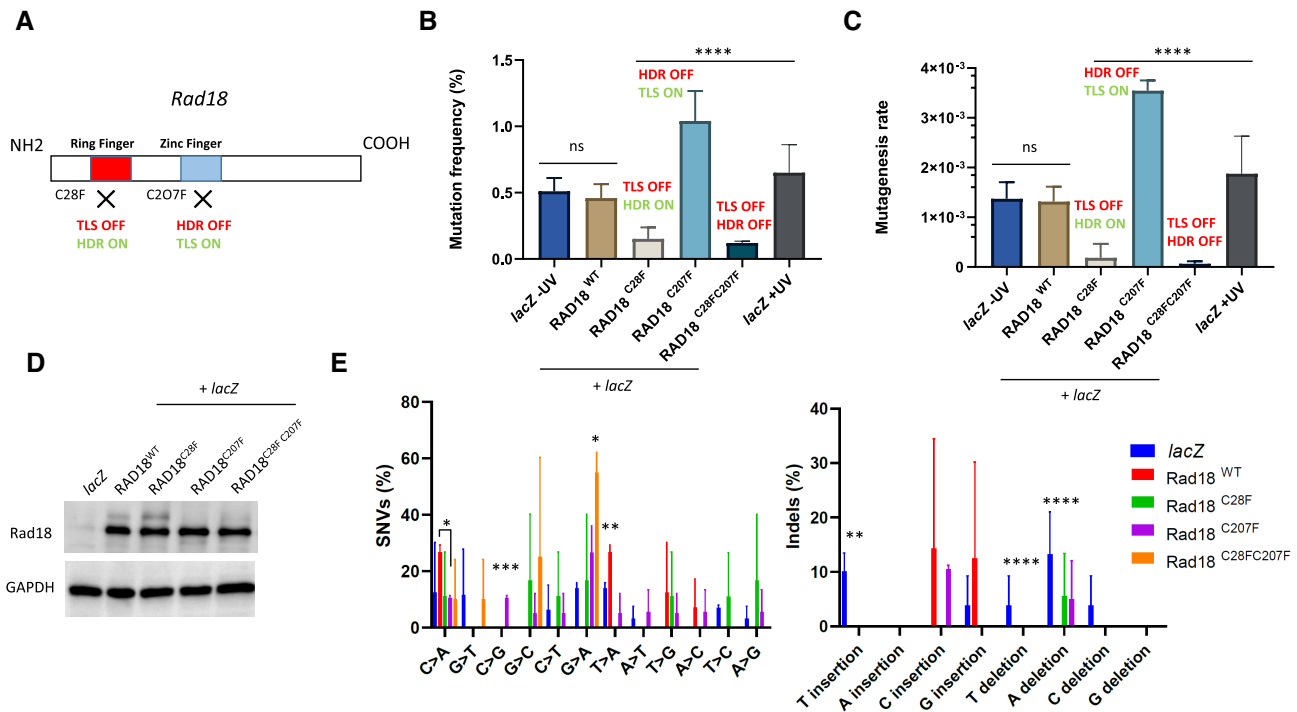 A
Rad18
NH2
Ring Finger
Zinc Finger
COOH
C28F
C2O7F
TLS OFF
HDR ON
HDR OFF
TLS ON
B
Mutation frequency (%)
1.5
1.0
0.5
0.0
****
HDR OFF
TLS ON
ns
TLS OFF
HDR ON
TLS OFF
HDR OFF
lacZ -UV
RAD18 WT
RAD18 C28F
RAD18 C207F
RAD18 C28FC207F
lacZ +UV
+ lacZ
C
Mutagenesis rate
4×10-3
3×10-3
2×10-3
1×10-3
0
****
HDR OFF
TLS ON
ns
TLS OFF
HDR ON
TLS OFF
HDR OFF
lacZ -UV
RAD18 WT
RAD18 C28F
RAD18 C207F
RAD18 C28FC207F
lacZ +UV
+ lacZ
D
+ lacZ
lacZ
RAD18WT
RAD18C28F
RAD18C207F
RAD18C28F C207F
Rad18
GAPDH
E
SNVs (%)
80
60
40
20
0
*
***
*
**
C>A
G>T
C>G
G>C
C>T
G>A
T>A
A>T
T>G
A>C
T>C
A>G
Indels (%)
40
30
20
10
0
**
****
****
T insertion
A insertion
C insertion
G insertion
T deletion
A deletion
C deletion
G deletion
lacZ
Rad18 WT
Rad18 C28F
Rad18 C207F
Rad18 C28FC207F